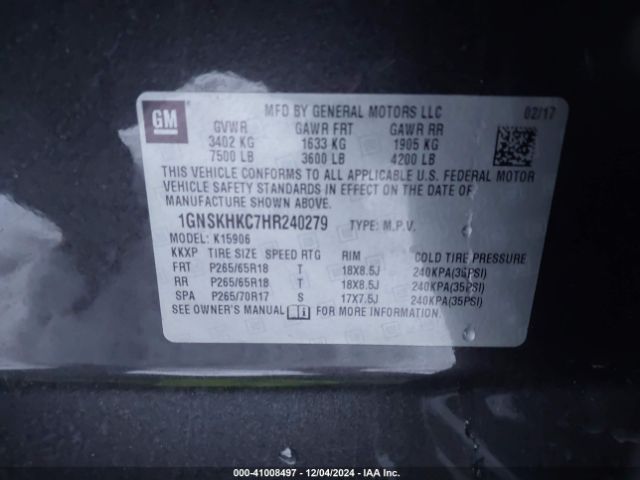 GM
MFD BY GENERAL MOTORS LLC 02/17
GVWR GAWR FRT GAWR RR
3402 KG 1633 KG 1905 KG
7500 LB 3600 LB 4200 LB
THIS VEHICLE CONFORMS TO ALL APPLICABLE U.S. FEDERAL MOTOR
VEHICLE SAFETY STANDARDS IN EFFECT ON THE DATE OF
MANUFACTURE SHOWN ABOVE.
1GNSKHKC7HR240279 TYPE: M.P.V.
MODEL: K15906
KKXP TIRE SIZE SPEED RTG RIM COLD TIRE PRESSURE
FRT P265/65R18 T 18X8.5J 240KPA(35PSI)
RR P265/65R18 T 18X8.5J 240KPA(35PSI)
SPA P265/70R17 S 17X7.5J 240KPA(35PSI)
SEE OWNER'S MANUAL FOR MORE INFORMATION.
000-41008497 - 12/04/2024 - IAA Inc.